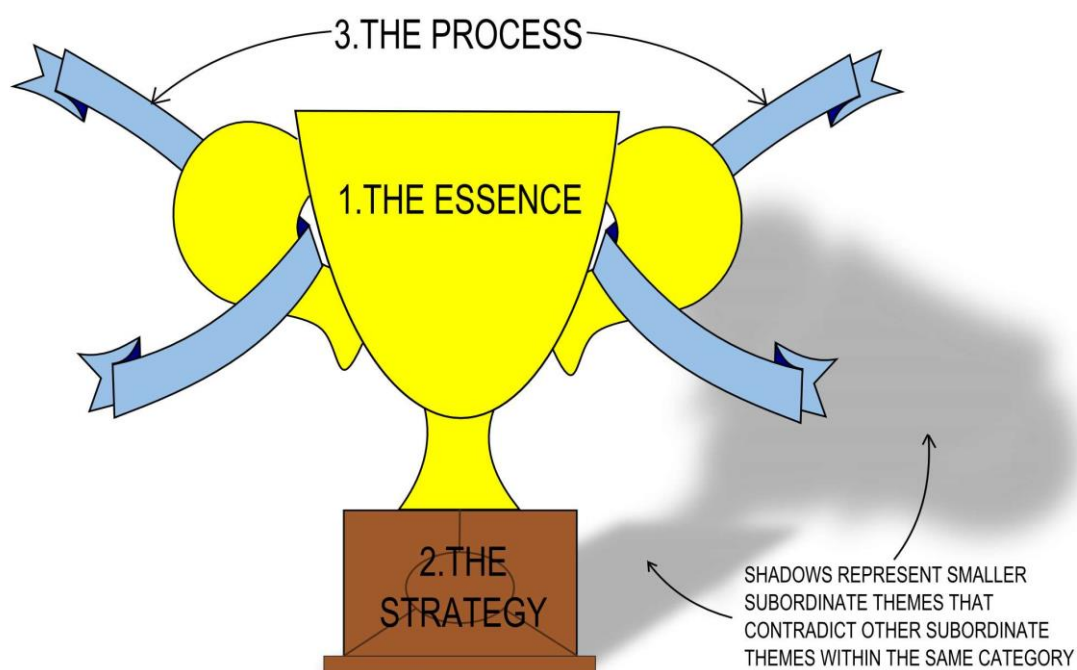 3.THE PROCESS
1.THE ESSENCE
2.THE
STRATEGY
SHADOWS REPRESENT SMALLER
SUBORDINATE THEMES THAT
CONTRADICT OTHER SUBORDINATE
THEMES WITHIN THE SAME CATEGORY